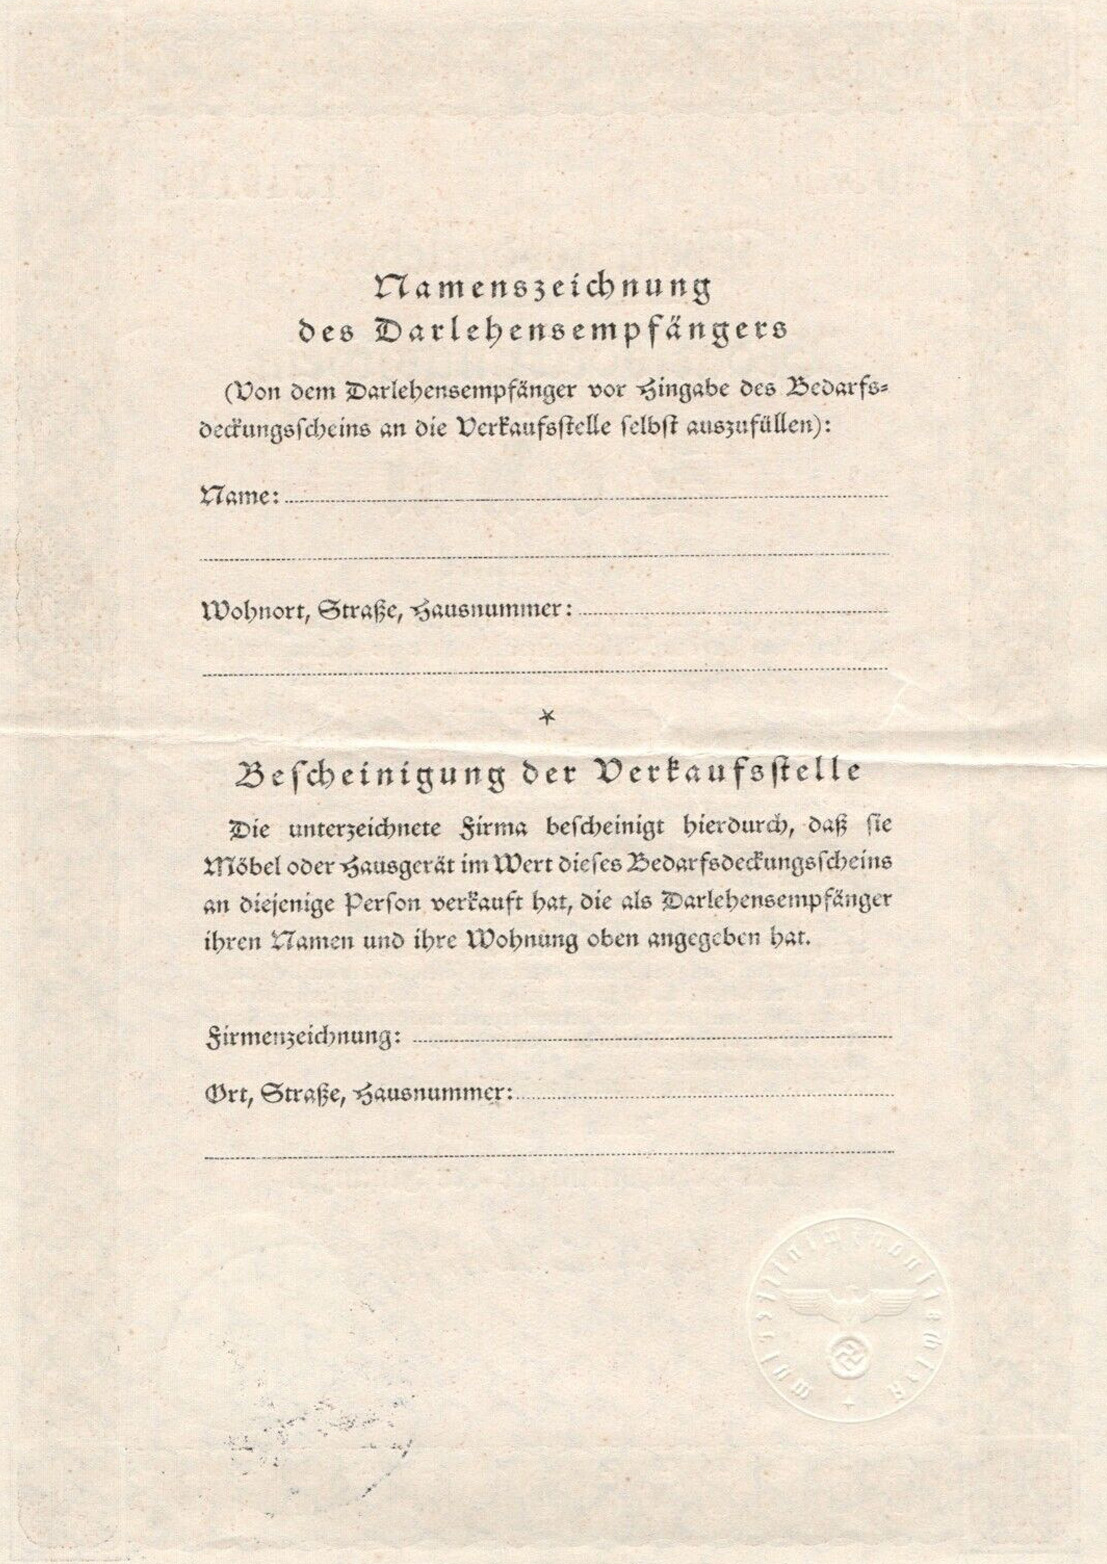 Namenszeichnung
des Darlehensempfängers
(Von dem Darlehensempfänger vor Hingabe des Bedarfs-
deckungsscheins an die Verkaufsstelle selbst auszufüllen):
Name:
Wohnort, Straße, Hausnummer:
*
Bescheinigung der Verkaufsstelle
Die unterzeichnete Firma bescheinigt hierdurch, daß sie
Möbel oder Hausgerät im Wert dieses Bedarfsdeckungsscheins
an diejenige Person verkauft hat, die als Darlehensempfänger
ihren Namen und ihre Wohnung oben angegeben hat.
Firmenzeichnung:
Ort, Straße, Hausnummer: